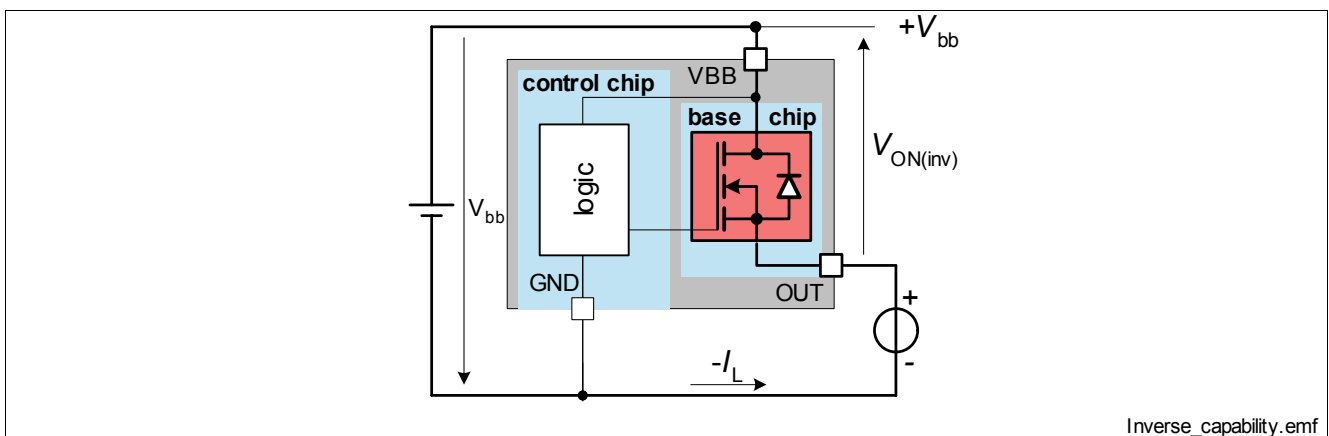 +Vbb
VBB
control chip
base chip
VON(inv)
logic
Vbb
GND
OUT
+
-
-IL
Inverse_capability.emf